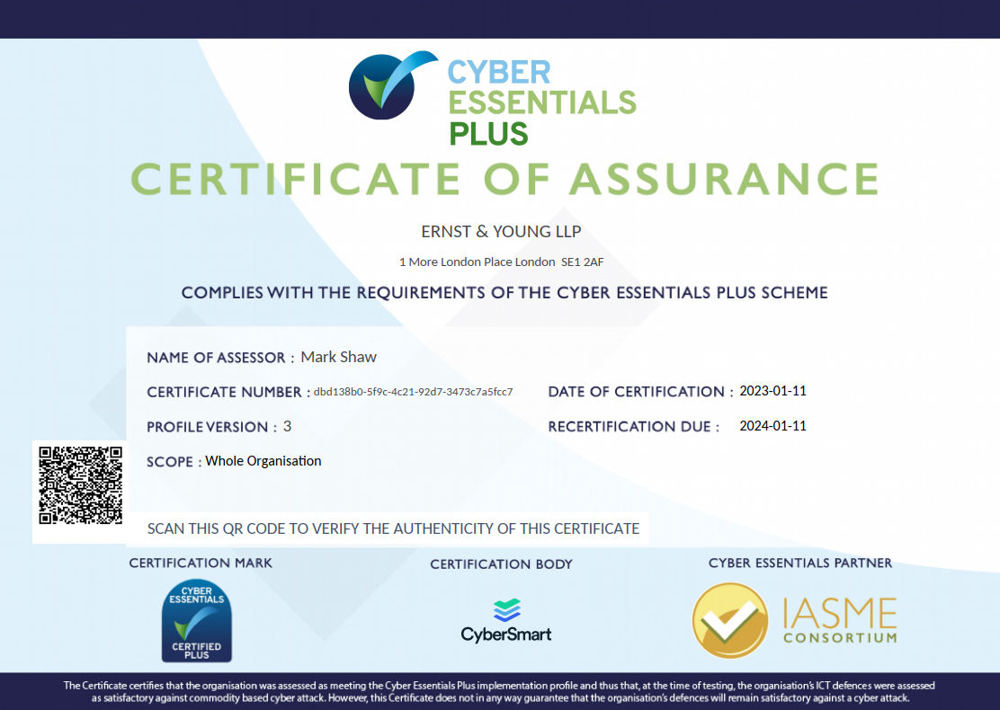 CYBER
ESSENTIALS
PLUS
CERTIFICATE OF ASSURANCE
ERNST & YOUNG LLP
1 More London Place London SE1 2AF
COMPLIES WITH THE REQUIREMENTS OF THE CYBER ESSENTIALS PLUS SCHEME
NAME OF ASSESSOR : Mark Shaw
CERTIFICATE NUMBER : dbd138b0-5f9c-4c21-92d7-3473c7a5fcc7 DATE OF CERTIFICATION : 2023-01-11
PROFILE VERSION : 3 RECERTIFICATION DUE : 2024-01-11
SCOPE : Whole Organisation
SCAN THIS QR CODE TO VERIFY THE AUTHENTICITY OF THIS CERTIFICATE
CERTIFICATION MARK CERTIFICATION BODY CYBER ESSENTIALS PARTNER
CYBER
ESSENTIALS
CERTIFIED
PLUS
CyberSmart
IASME
CONSORTIUM
The Certificate certifies that the organisation was assessed as meeting the Cyber Essentials Plus implementation profile and thus that, at the time of testing, the organisation's ICT defences were assessed
as satisfactory against commodity based cyber attack. However, this Certificate does not in any way guarantee that the organisation's defences will remain satisfactory against a cyber attack.